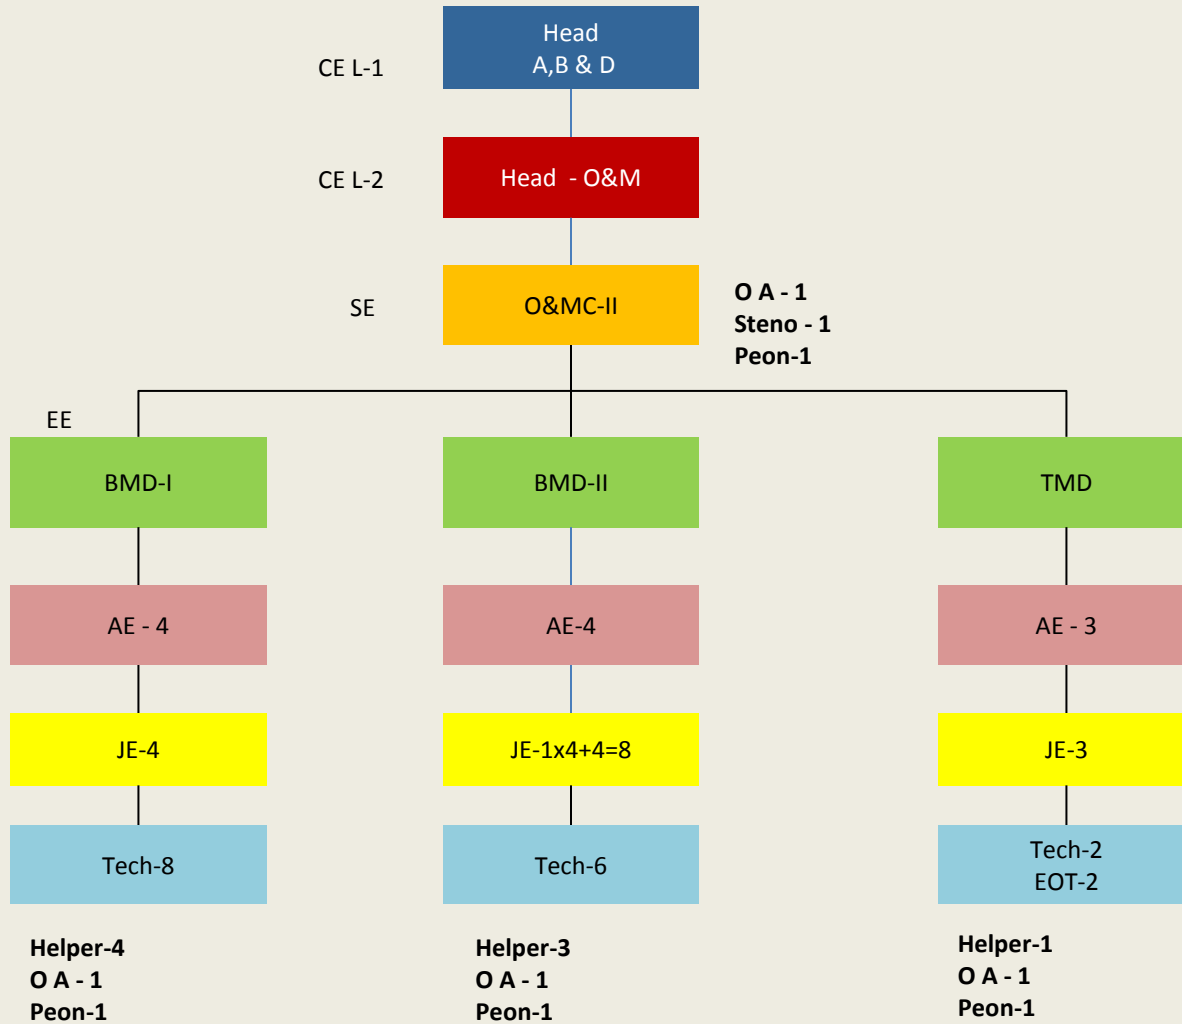 Head
A,B & D
CE L-1
Head - O&M
CE L-2
O&MC-II
SE
O A - 1
Steno - 1
Peon-1
EE
BMD-I
BMD-II
TMD
AE - 4
AE-4
AE - 3
JE-4
JE-1x4+4=8
JE-3
Tech-8
Tech-6
Tech-2
EOT-2
Helper-4
O A - 1
Peon-1
Helper-3
O A - 1
Peon-1
Helper-1
O A - 1
Peon-1